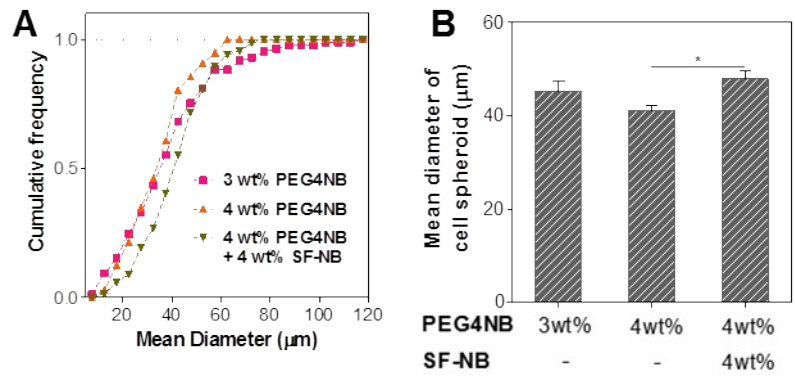 A
Cumulative frequency
1.0
0.5
0.0
3 wt% PEG4NB
4 wt% PEG4NB
4 wt% PEG4NB
+ 4 wt% SF-NB
20 40 60 80 100 120
Mean Diameter (μm)
B
Mean diameter of
cell spheroid (μm)
60
40
20
0
*
PEG4NB 3wt% 4wt% 4wt%
SF-NB - - 4wt%